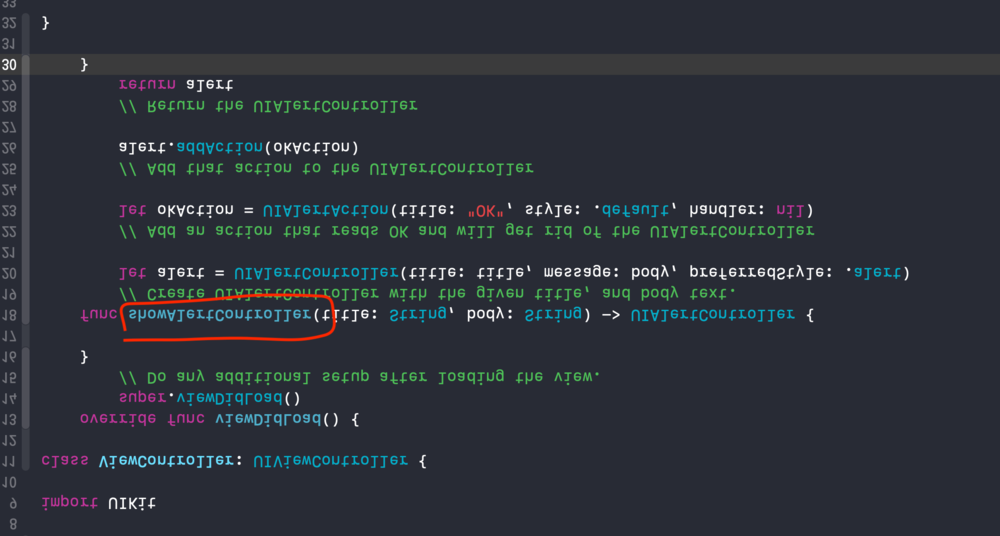 8
9 import UIKit
10
11 class ViewController: UIViewController {
12
13 override func viewDidLoad() {
14 super.viewDidLoad()
15 // Do any additional setup after loading the view.
16 }
17
18 func showAlertController(title: String, body: String) -> UIAlertController {
19 // Create UIAlertController with the given title, and body text.
20 let alert = UIAlertController(title: title, message: body, preferredStyle: .alert)
21
22 // Add an action that reads OK and will get rid of the UIAlertController
23 let okAction = UIAlertAction(title: "OK", style: .default, handler: nil)
24
25 // Add that action to the UIAlertController
26 alert.addAction(okAction)
27
28 // Return the UIAlertController
29 return alert
30 }
31
32 }
33